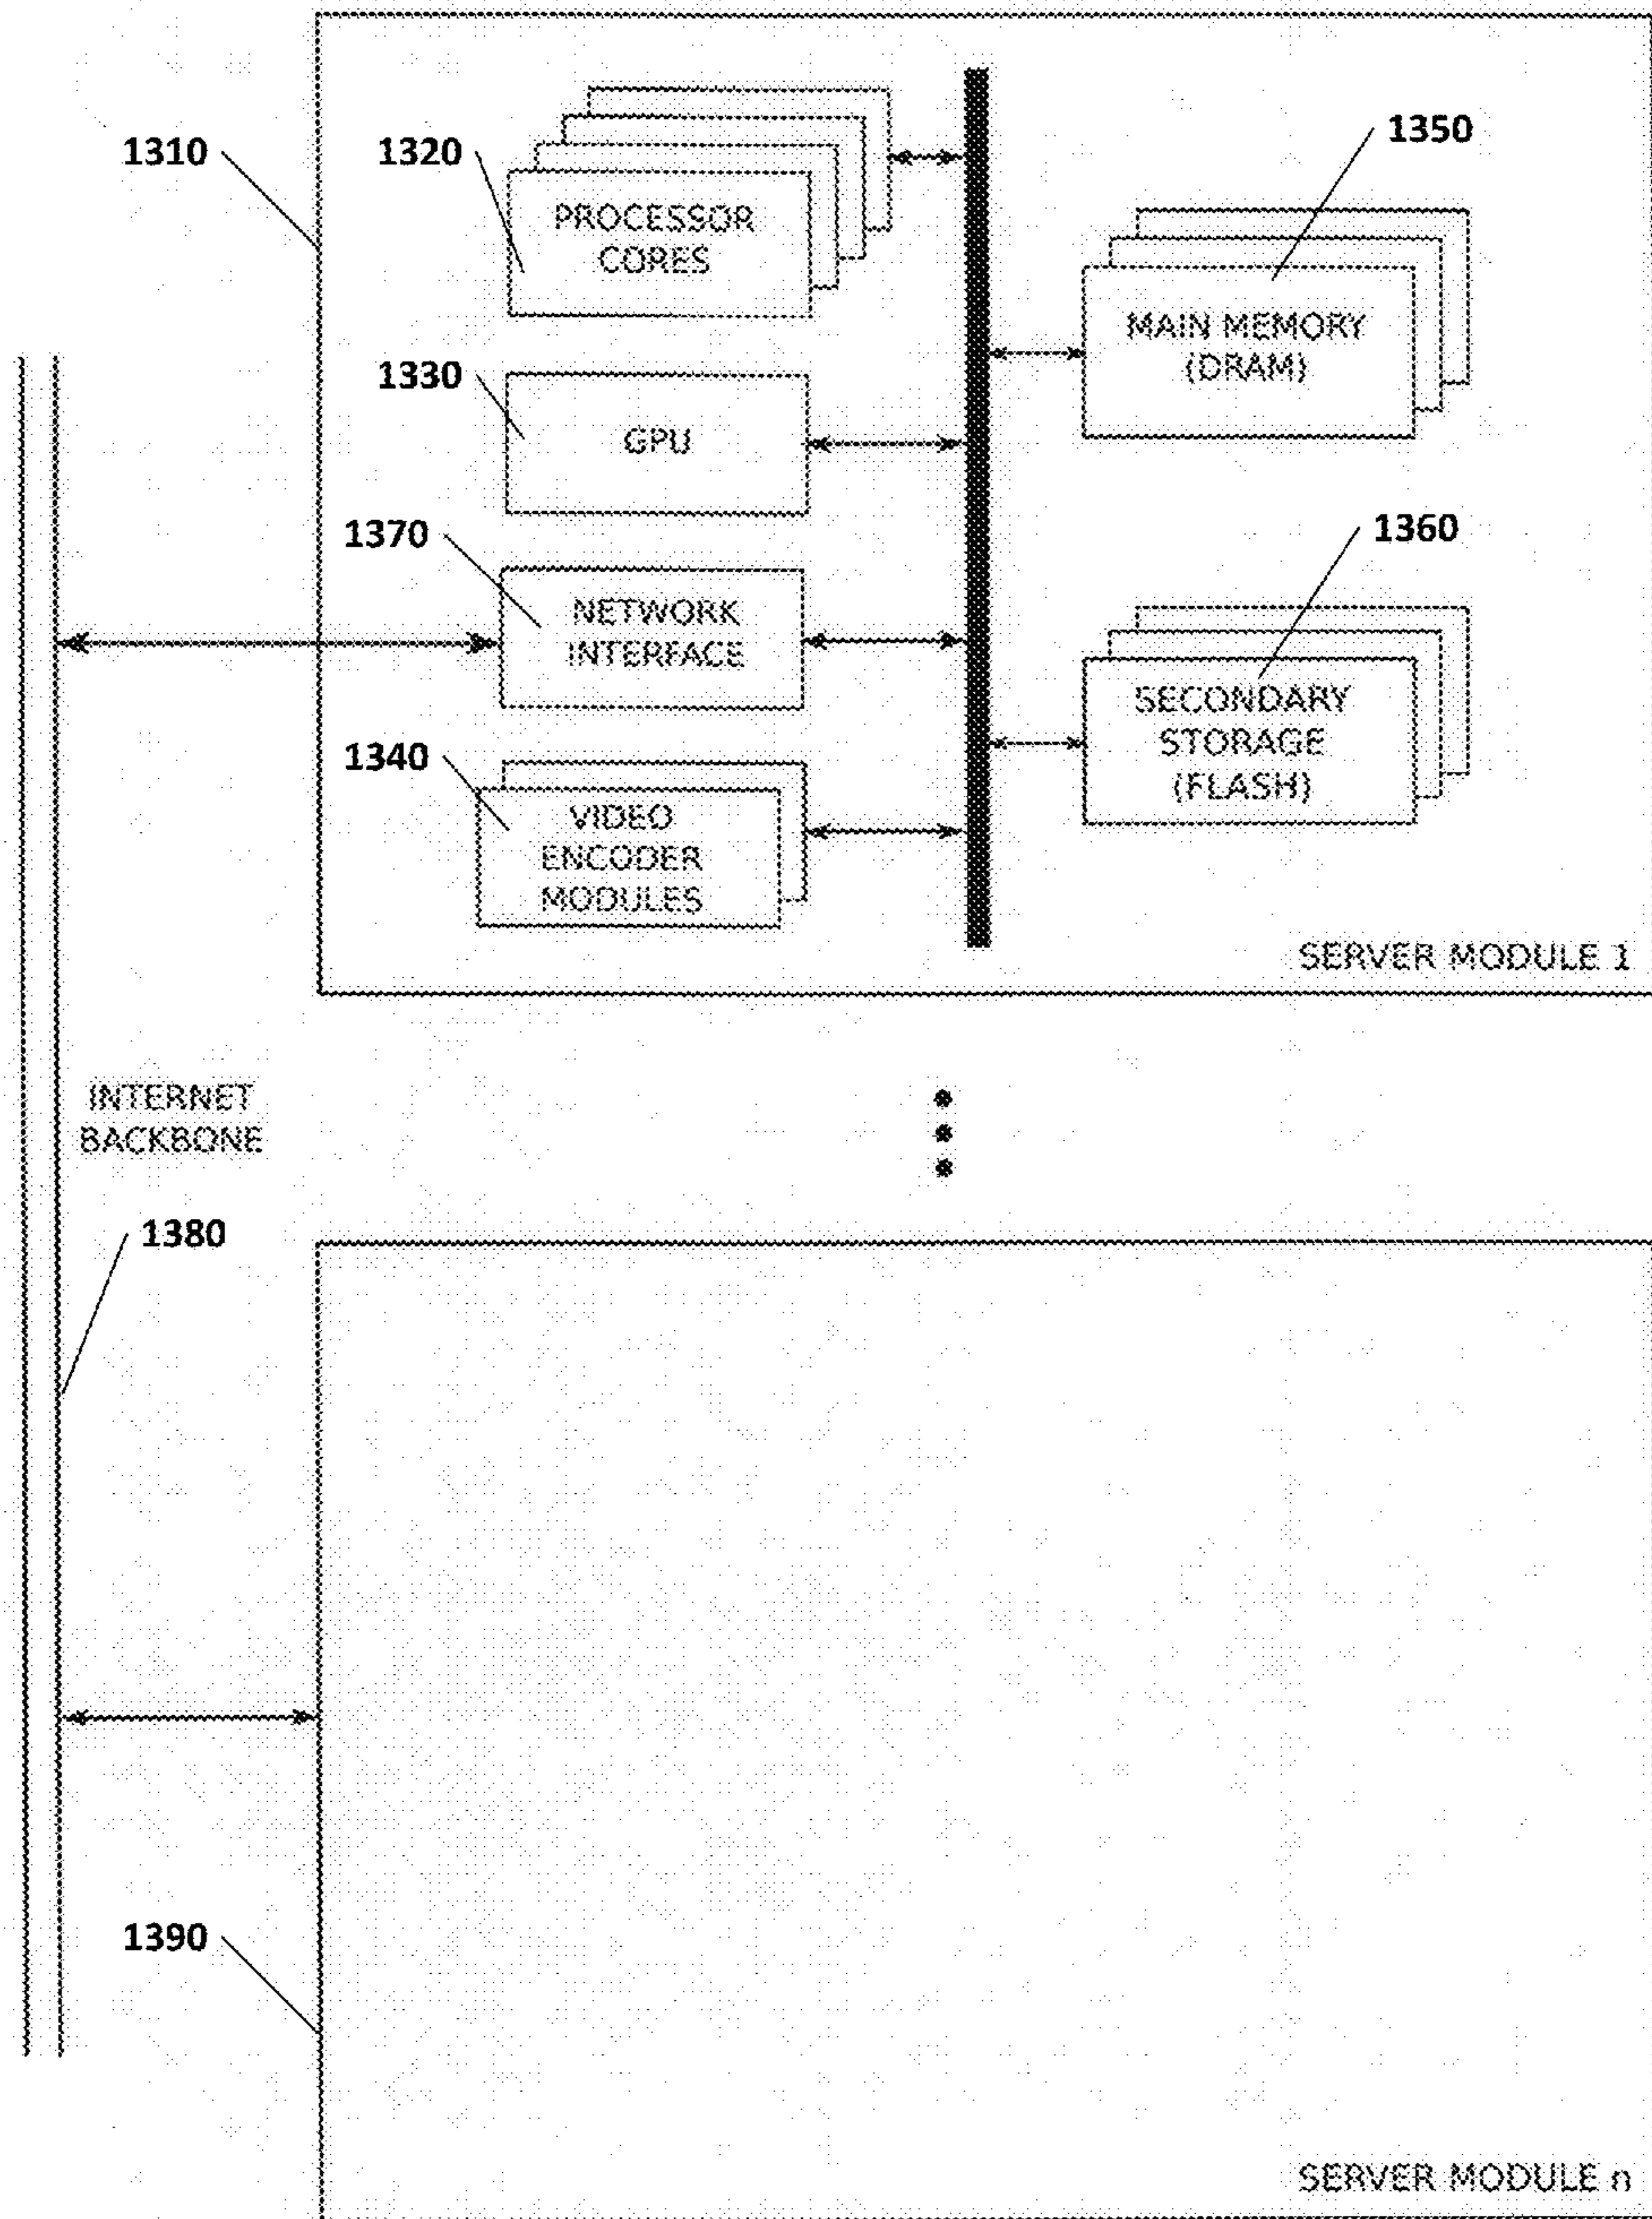 1310
1320
PROCESSOR
CORES
1350
MAIN MEMORY
(DRAM)
1330
GPU
1370
NETWORK
INTERFACE
1360
SECONDARY
STORAGE
(FLASH)
1340
VIDEO
ENCODER
MODULES
SERVER MODULE 1
INTERNET
BACKBONE
1380
1390
SERVER MODULE n